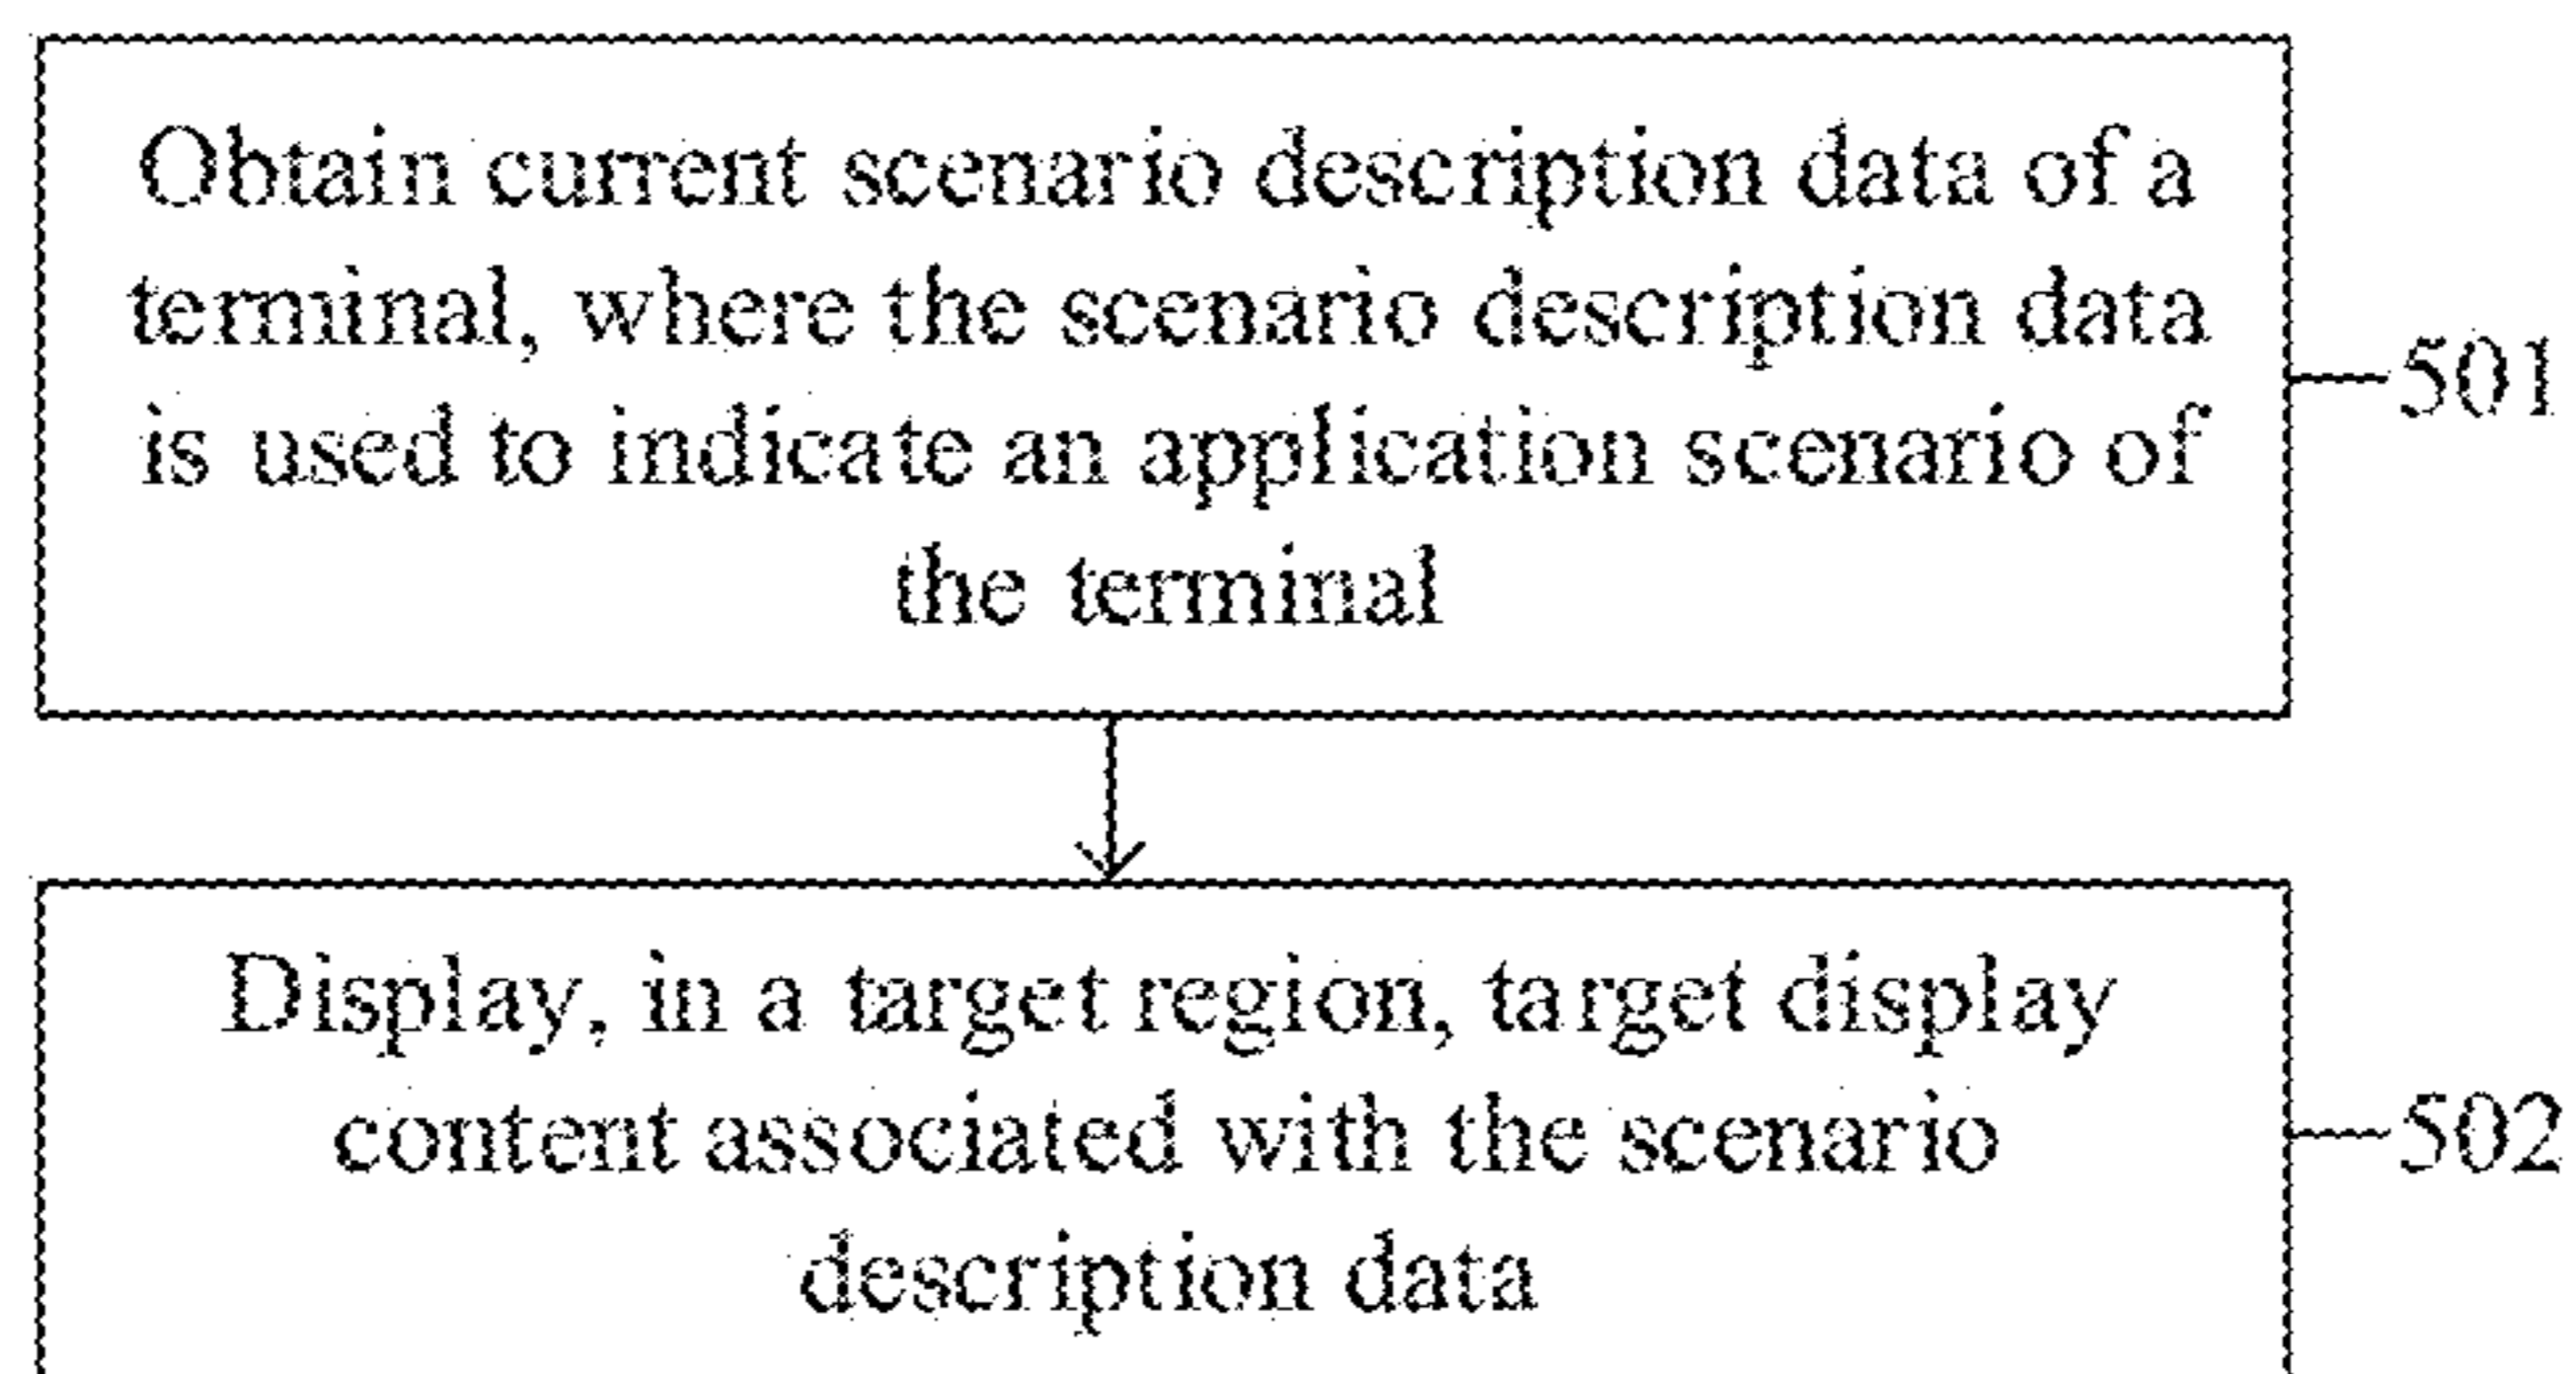 Obtain current scenario description data of a
terminal, where the scenario description data
is used to indicate an application scenario of
the terminal
501
Display, in a target region, target display
content associated with the scenario
description data
502